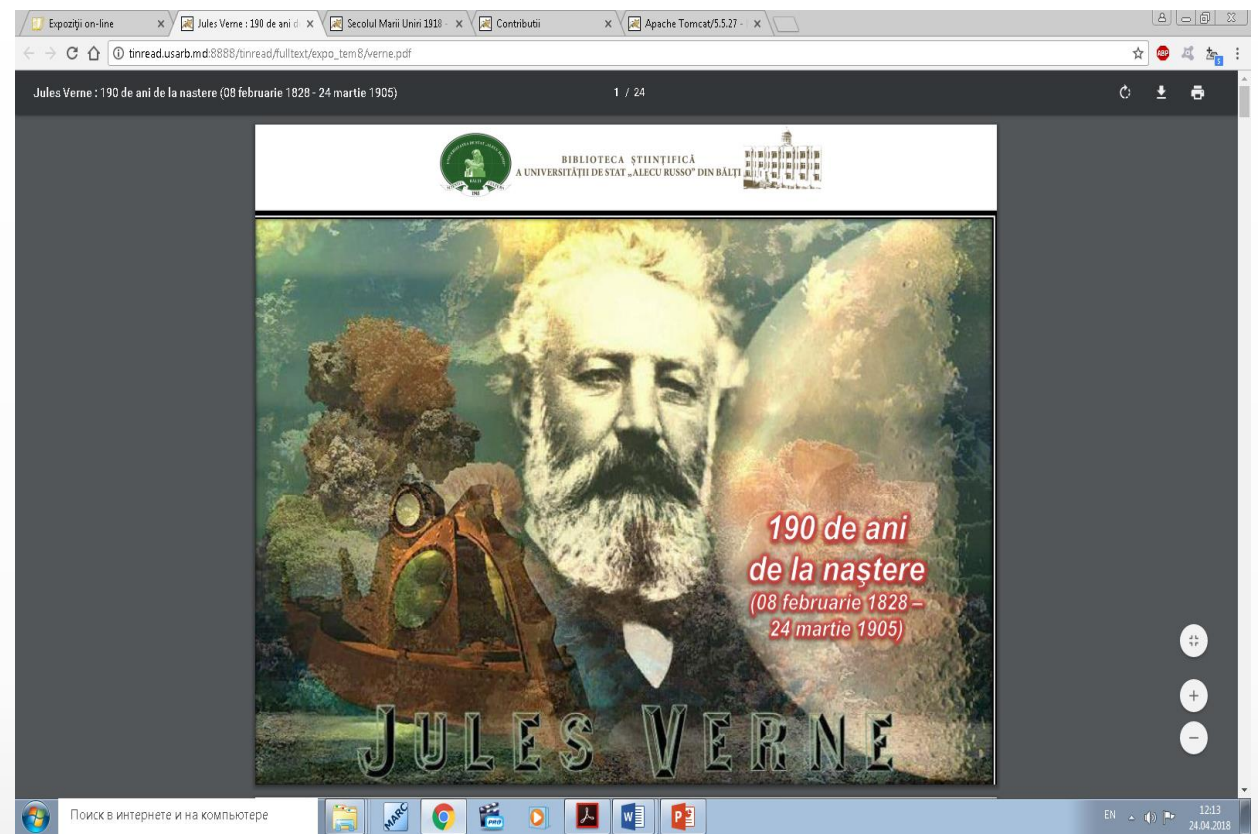 Expoziții on-line
Jules Verne : 190 de ani d
Secolul Marii Uniri 1918 -
Contributii
Apache Tomcat/5.5.27 -
tinread.usarb.md:8888/tinread/fulltext/expo_tem8/verne.pdf
ABP
Jules Verne : 190 de ani de la nastere (08 februarie 1828 - 24 martie 1905)
1 / 24
BIBLIOTECA ȘTIINȚIFICĂ
A UNIVERSITĂȚII DE STAT „ALECU RUSSO” DIN BĂLȚI
190 de ani
de la naștere
(08 februarie 1828 –
24 martie 1905)
JULES VERNE
Поиск в интернете и на компьютере
MARC
PRO
EN
12:13
24.04.2018